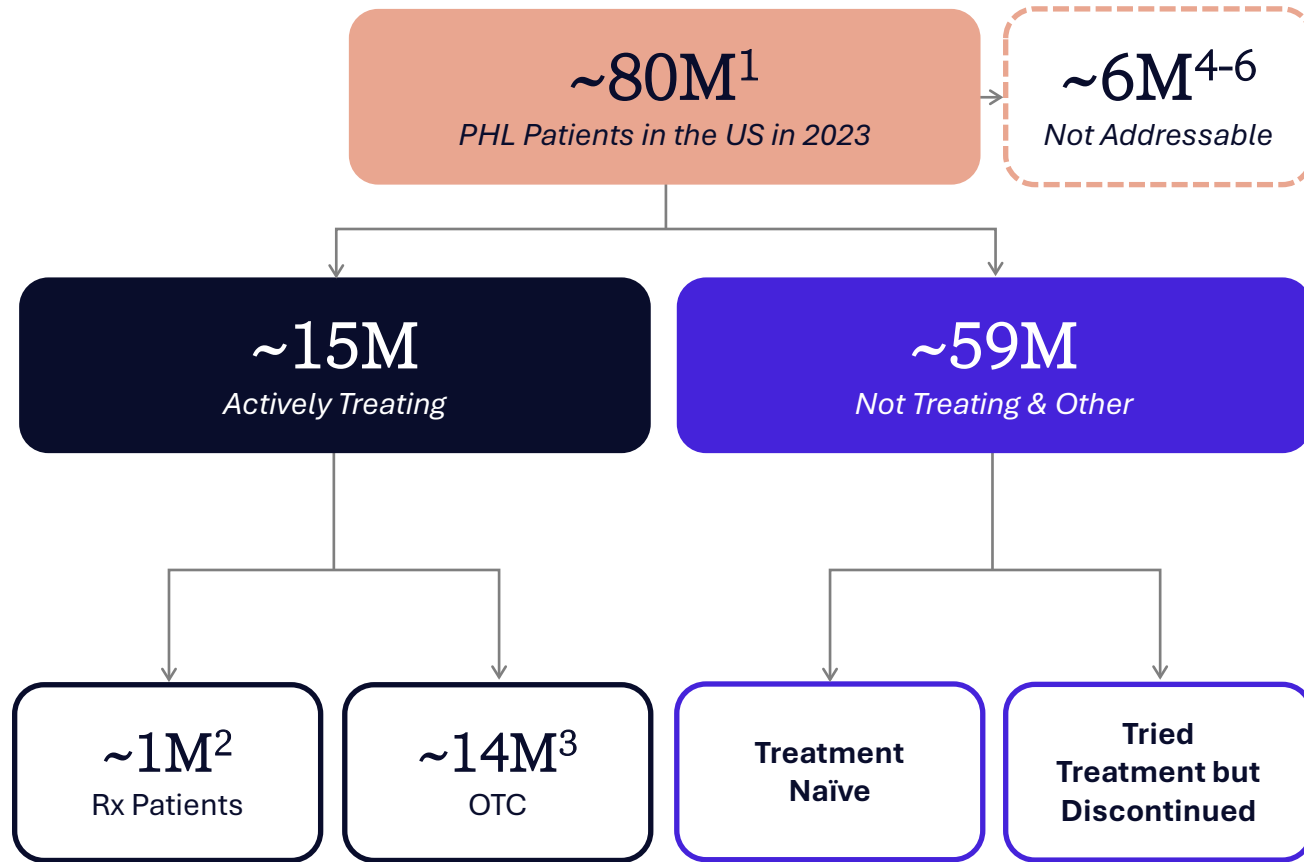 ~80M¹
PHL Patients in the US in 2023
~6M⁴⁻⁶
Not Addressable
~15M
Actively Treating
~59M
Not Treating & Other
~1M²
Rx Patients
~14M³
OTC
Treatment
Naïve
Tried
Treatment but
Discontinued